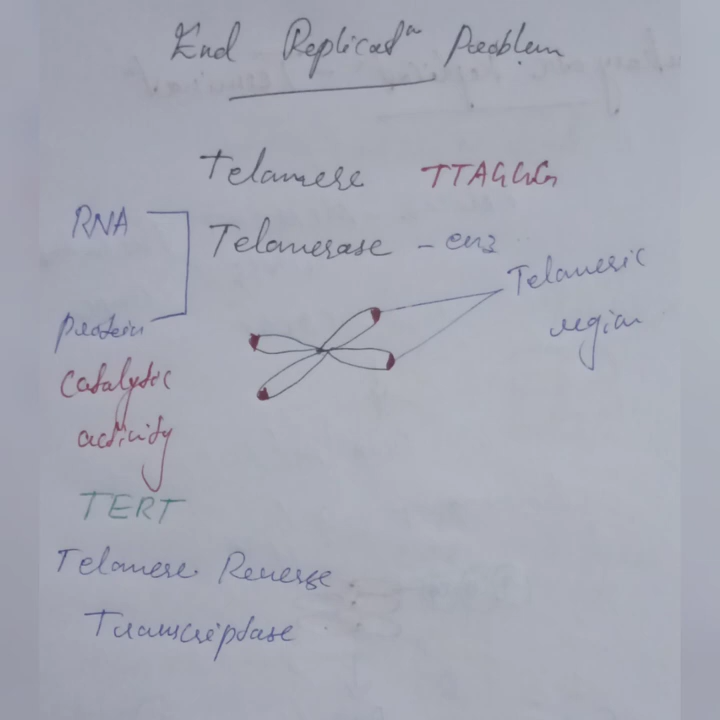 End Replicatⁿ Problem
Telomere TTAGGG
RNA
Telomerase - enz
Telomeric
region
protein
Catalytic
activity
TERT
Telomere Reverse
Transcriptase